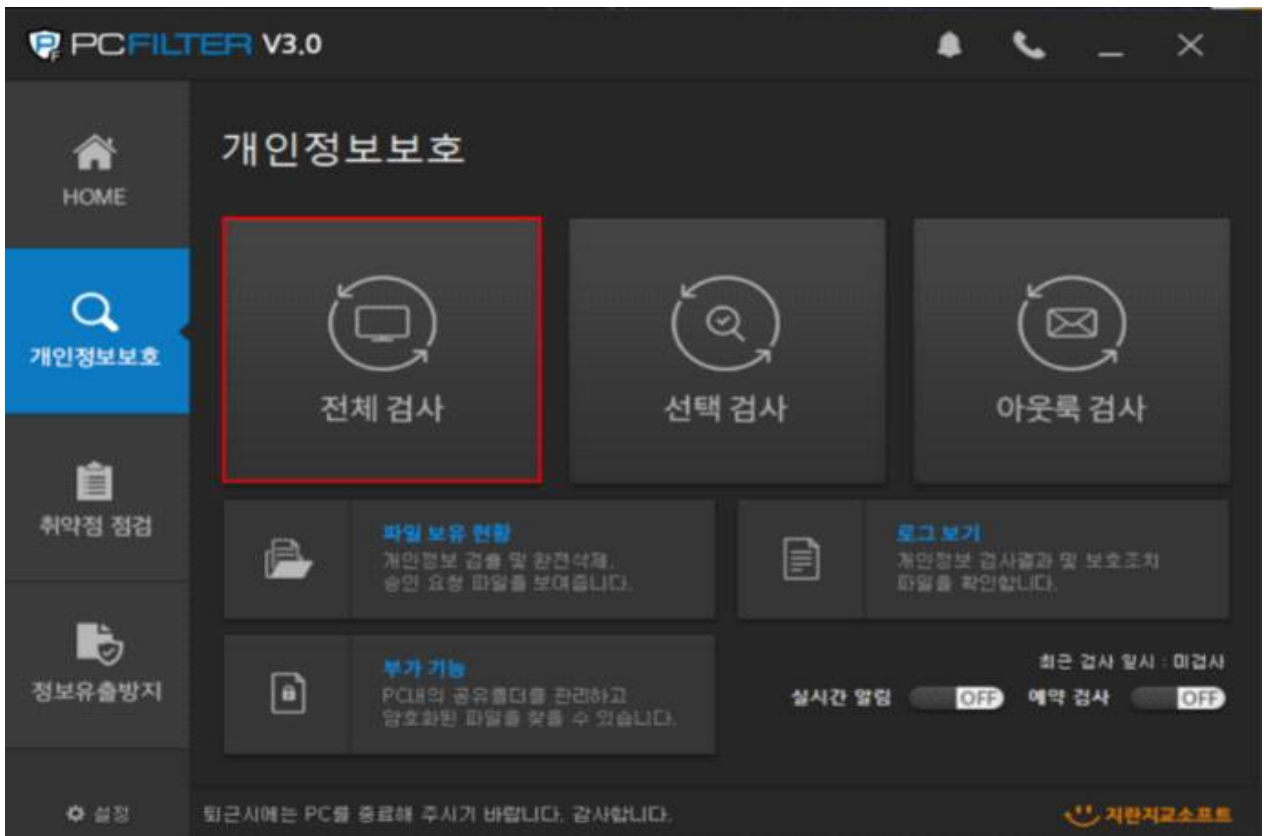 PCFILTER V3.0
HOME
개인정보보호
취약점 점검
정보유출방지
설정
개인정보보호
전체 검사
선택 검사
아웃룩 검사
파일 보유 현황
개인정보 검출 및 완전삭제,
승인 요청 파일을 보여줍니다.
로그 보기
개인정보 검사결과 및 보호조치
파일을 확인합니다.
부가 기능
PC내의 공유폴더를 관리하고
암호화된 파일을 찾을 수 있습니다.
최근 검사 일시 : 미검사
실시간 알림 OFF 예약 검사 OFF
퇴근시에는 PC를 종료해 주시기 바랍니다. 감사합니다.
지란지교소프트